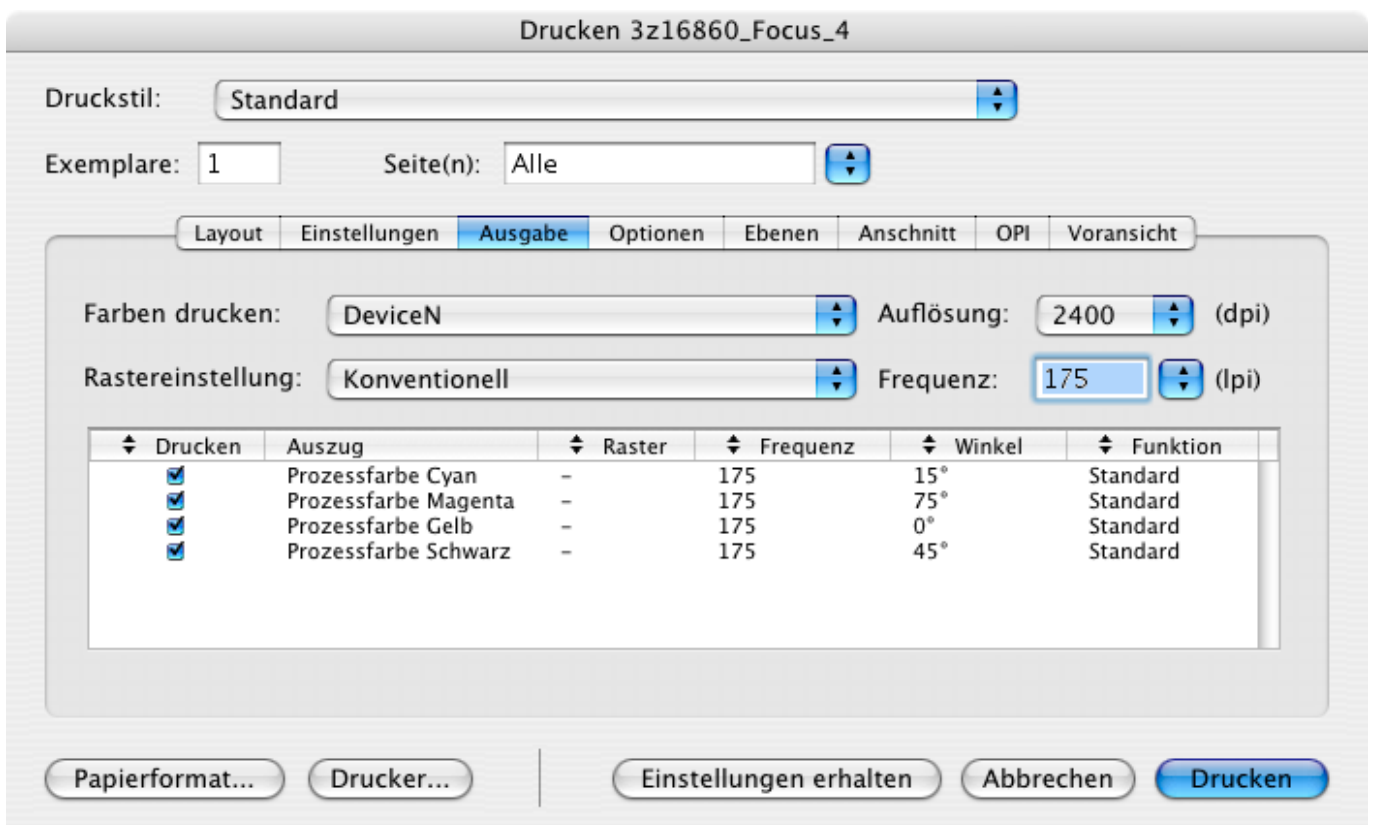 Drucken 3z16860_Focus_4
Druckstil: Standard
Exemplare: 1 Seite(n): Alle
Layout Einstellungen Ausgabe Optionen Ebenen Anschnitt OPI Voransicht
Farben drucken: DeviceN Auflösung: 2400 (dpi)
Rastereinstellung: Konventionell Frequenz: 175 (lpi)
Drucken Auszug Raster Frequenz Winkel Funktion
Prozessfarbe Cyan – 175 15° Standard
Prozessfarbe Magenta – 175 75° Standard
Prozessfarbe Gelb – 175 0° Standard
Prozessfarbe Schwarz – 175 45° Standard
Papierformat... Drucker... Einstellungen erhalten Abbrechen Drucken